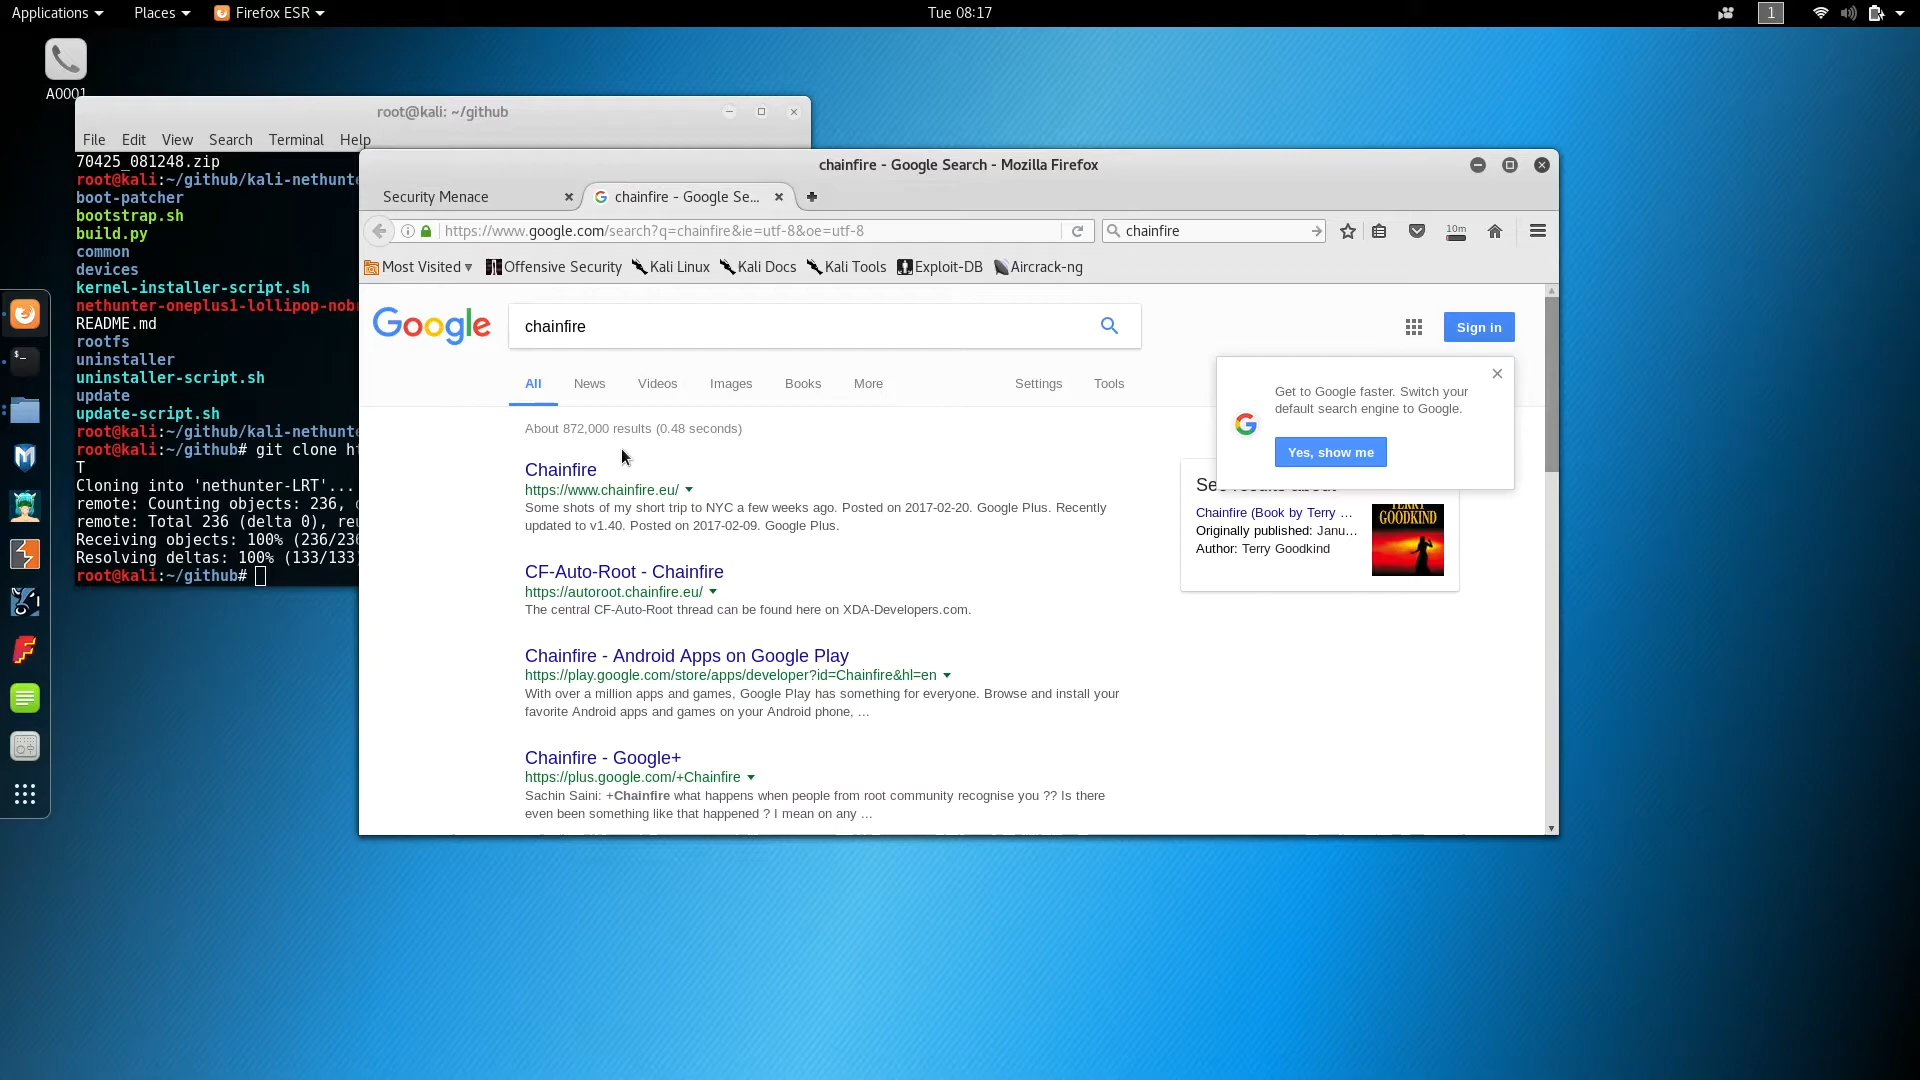 Applications Places Firefox ESR Tue 08:17 1
A0001
root@kali: ~/github
File Edit View Search Terminal Help
70425_081248.zip
root@kali:~/github/kali-nethunte
boot-patcher
bootstrap.sh
build.py
common
devices
kernel-installer-script.sh
nethunter-oneplus1-lollipop-nob
README.md
rootfs
uninstaller
uninstaller-script.sh
update
update-script.sh
root@kali:~/github/kali-nethunte
root@kali:~/github# git clone ht
T
Cloning into 'nethunter-LRT'...
remote: Counting objects: 236,
remote: Total 236 (delta 0), reu
Receiving objects: 100% (236/236
Resolving deltas: 100% (133/133)
root@kali:~/github#
chainfire - Google Search - Mozilla Firefox
Security Menace
chainfire - Google Se...
https://www.google.com/search?q=chainfire&ie=utf-8&oe=utf-8
chainfire
10m
Most Visited Offensive Security Kali Linux Kali Docs Kali Tools Exploit-DB Aircrack-ng
Google
chainfire
Sign in
All News Videos Images Books More Settings Tools
Get to Google faster. Switch your
default search engine to Google.
Yes, show me
About 872,000 results (0.48 seconds)
Chainfire
https://www.chainfire.eu/
Some shots of my short trip to NYC a few weeks ago. Posted on 2017-02-20. Google Plus. Recently
updated to v1.40. Posted on 2017-02-09. Google Plus.
CF-Auto-Root - Chainfire
https://autoroot.chainfire.eu/
The central CF-Auto-Root thread can be found here on XDA-Developers.com.
Chainfire - Android Apps on Google Play
https://play.google.com/store/apps/developer?id=Chainfire&hl=en
With over a million apps and games, Google Play has something for everyone. Browse and install your
favorite Android apps and games on your Android phone, ...
Chainfire - Google+
https://plus.google.com/+Chainfire
Sachin Saini: +Chainfire what happens when people from root community recognise you ?? Is there
even been something like that happened ? I mean on any ...
See results about
Chainfire (Book by Terry ...
Originally published: Janu...
Author: Terry Goodkind
TERRY
GOODKIND